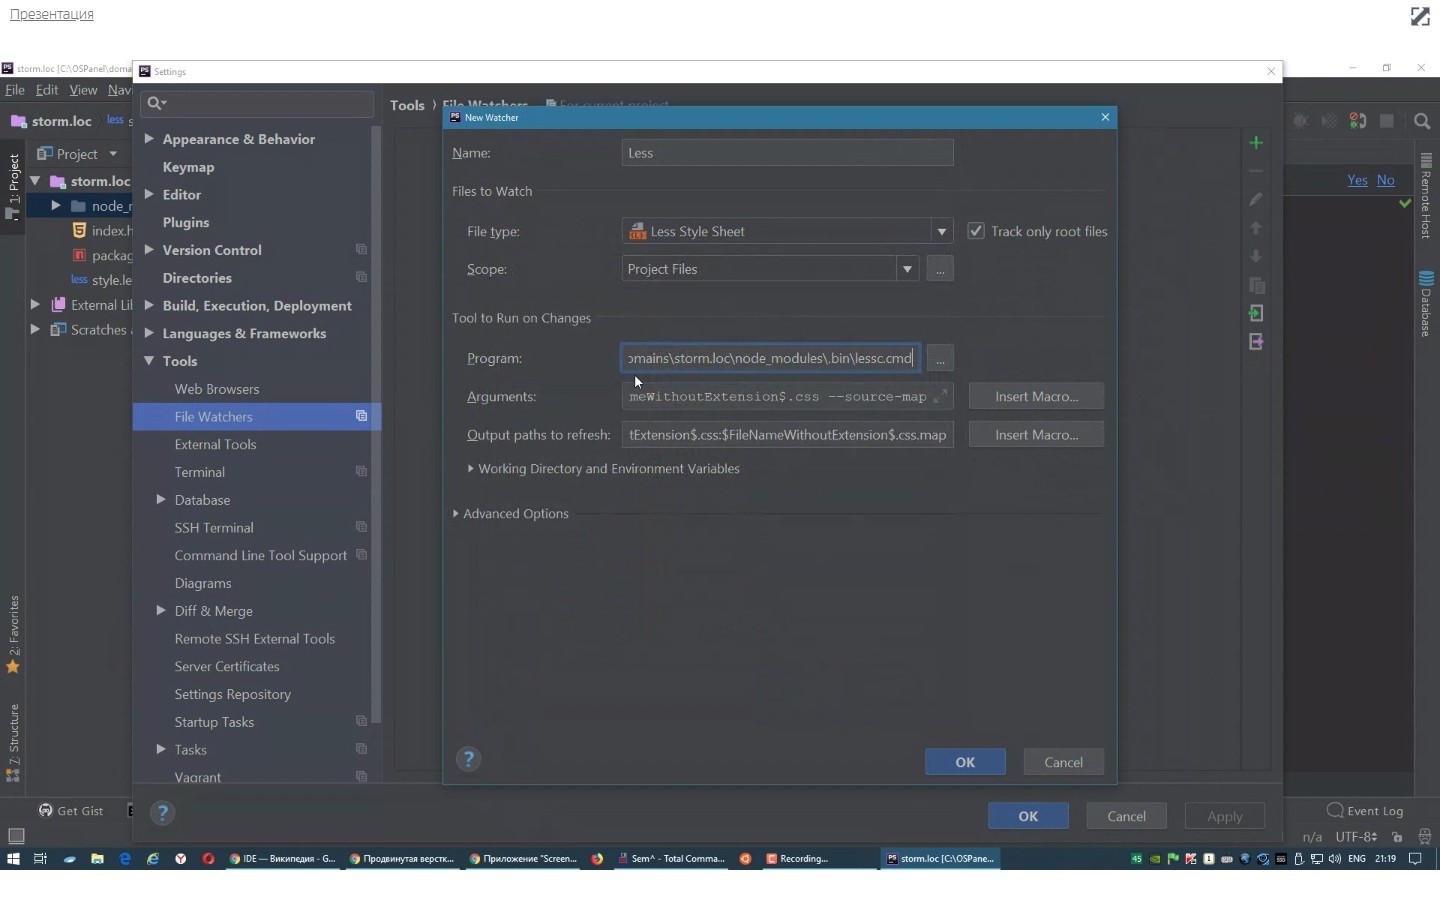 Презентация
storm.loc [C:\OSPanel\doma
Settings
File Edit View Nav
storm.loc
less
1: Project
Project
storm.loc
node_r
index.h
packag
less style.le
External Lib
Scratches a
2: Favorites
7: Structure
Get Gist
Appearance & Behavior
Keymap
Editor
Plugins
Version Control
Directories
Build, Execution, Deployment
Languages & Frameworks
Tools
Web Browsers
File Watchers
External Tools
Terminal
Database
SSH Terminal
Command Line Tool Support
Diagrams
Diff & Merge
Remote SSH External Tools
Server Certificates
Settings Repository
Startup Tasks
Tasks
Vagrant
Tools › File Watchers For current project
New Watcher
Name: Less
Files to Watch
File type: Less Style Sheet Track only root files
Scope: Project Files ...
Tool to Run on Changes
Program: omains\storm.loc\node_modules\.bin\lessc.cmd ...
Arguments: meWithoutExtension$.css --source-map Insert Macro...
Output paths to refresh: tExtension$.css:$FileNameWithoutExtension$.css.map Insert Macro...
Working Directory and Environment Variables
Advanced Options
? OK Cancel
? OK Cancel Apply
Yes No
Remote Host
Database
Event Log
n/a UTF-8
IDE — Википедия - G... Продвинутая верстк... Приложение "Screen... Sem^ - Total Comma... Recording... storm.loc [C:\OSPane... 45 ENG 21:19